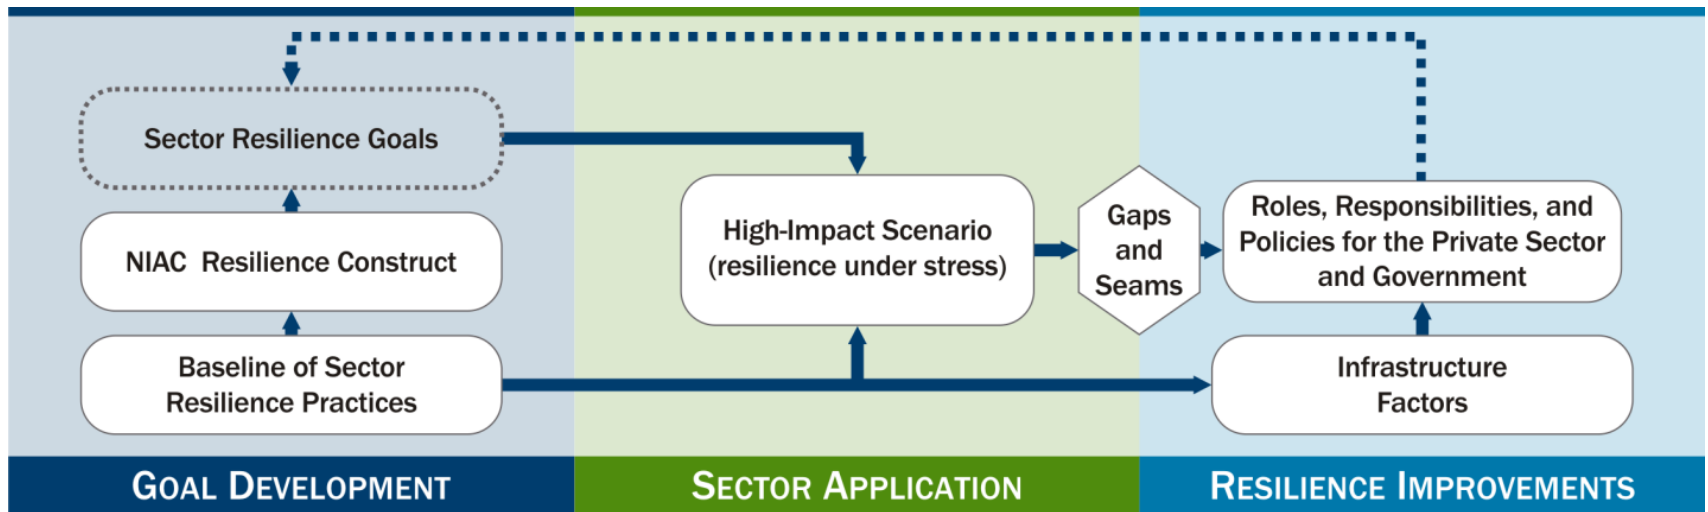 Sector Resilience Goals
NIAC Resilience Construct
Baseline of Sector
Resilience Practices
High-Impact Scenario
(resilience under stress)
Gaps
and
Seams
Roles, Responsibilities, and
Policies for the Private Sector
and Government
Infrastructure
Factors
GOAL DEVELOPMENT
SECTOR APPLICATION
RESILIENCE IMPROVEMENTS